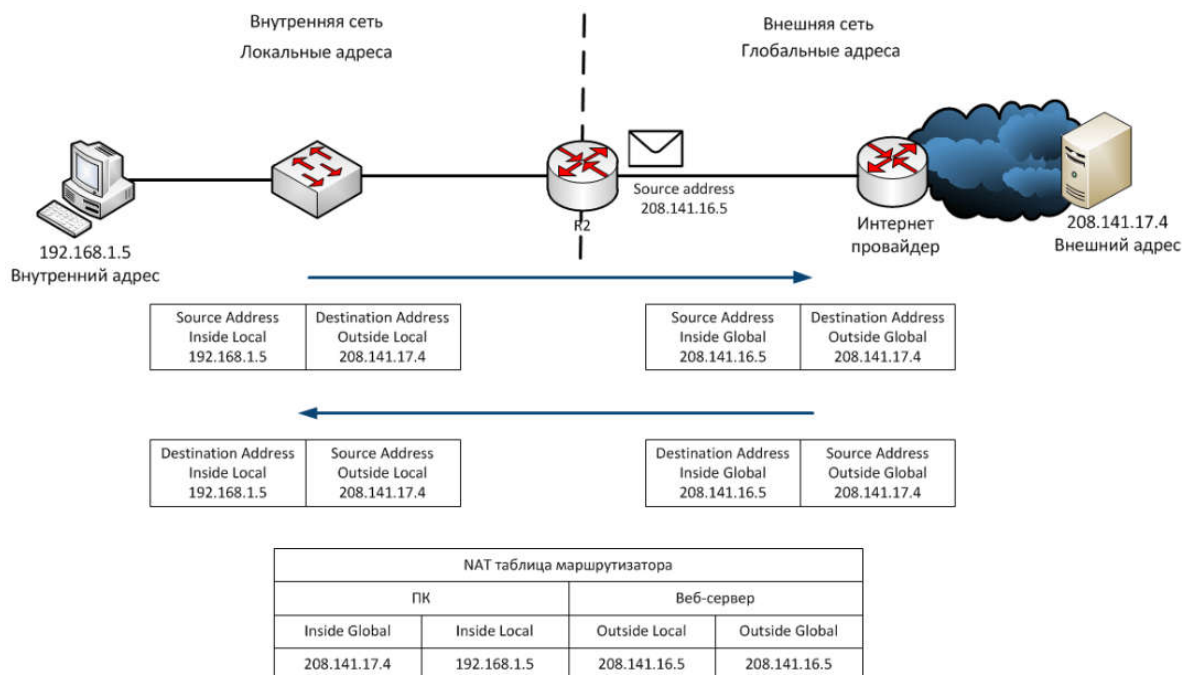 Внутренняя сеть
Локальные адреса
Внешняя сеть
Глобальные адреса
Source address
208.141.16.5
R2
Интернет
провайдер
192.168.1.5
Внутренний адрес
208.141.17.4
Внешний адрес
Source Address
Inside Local
192.168.1.5
Destination Address
Outside Local
208.141.17.4
Source Address
Inside Global
208.141.16.5
Destination Address
Outside Global
208.141.17.4
Destination Address
Inside Local
192.168.1.5
Source Address
Outside Local
208.141.17.4
Destination Address
Inside Global
208.141.16.5
Source Address
Outside Global
208.141.17.4
NAT таблица маршрутизатора
ПК Веб-сервер
Inside Global Inside Local Outside Local Outside Global
208.141.17.4 192.168.1.5 208.141.16.5 208.141.16.5